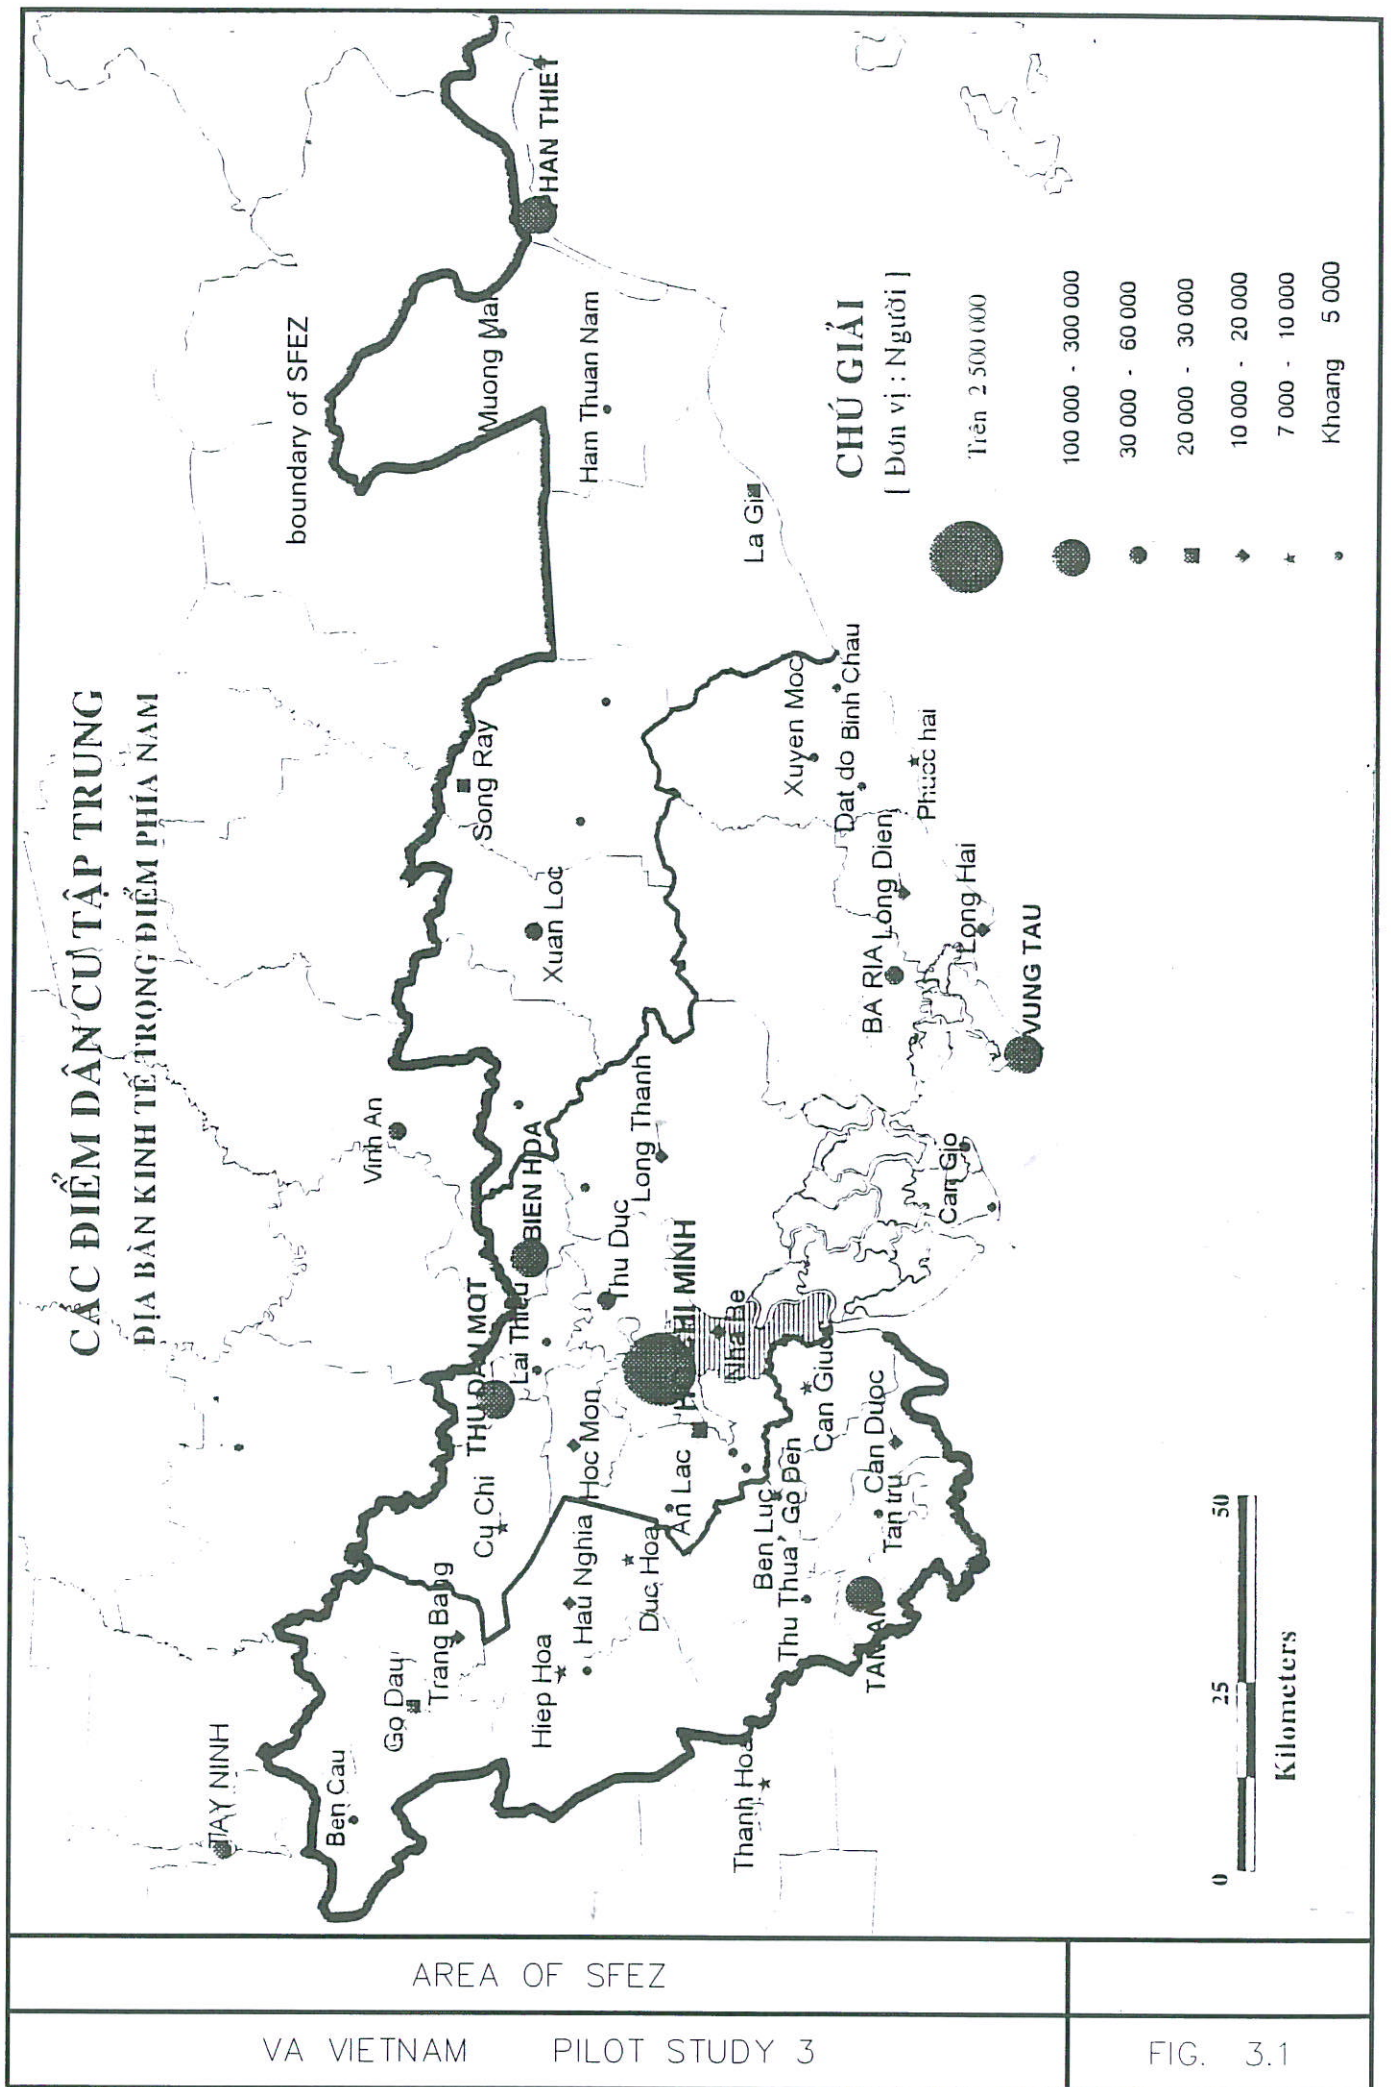 CÁC ĐIỂM DÂN CƯ TẬP TRUNG
ĐỊA BÀN KINH TẾ TRỌNG ĐIỂM PHÍA NAM
boundary of SFEZ
HAN THIET
Muong Man
Ham Thuan Nam
La Gi
Song Ray
Xuan Loc
Xuyen Moc
Binh Chau
Dat do
Phuoc hai
Long Dien
Long Hai
BA RIA
VUNG TAU
Vinh An
BIEN HOA
Long Thanh
Thu Duc
Can Gio
THU DAU MOT
Lai Thieu
HI MINH
Nha Be
Hoc Mon
Cu Chi
An Lac
Can Giuoc
Can Duoc
Go Den
Ben Luc
Tan tru
Thu Thua
TAN AN
Duc Hoa
Hau Nghia
Hiep Hoa
Trang Bang
Go Dau
Ben Cau
TAY NINH
Thanh Hoa
CHÚ GIẢI
[ Đơn vị : Người ]
Trên 2 500 000
100 000 - 300 000
30 000 - 60 000
20 000 - 30 000
10 000 - 20 000
7 000 - 10 000
Khoang 5 000
0 25 50
Kilometers
AREA OF SFEZ
VA VIETNAM PILOT STUDY 3
FIG. 3.1